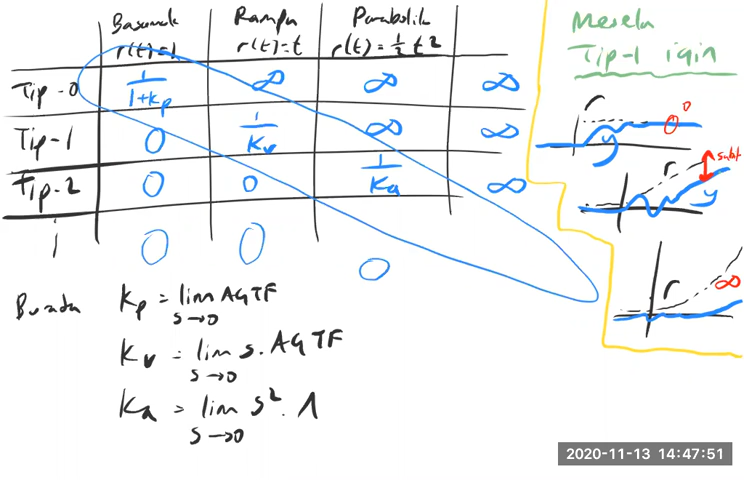 Basamak Rampa Parabolik
r(t)=1 r(t)=t r(t)=½t²
Tip-0 1/(1+Kp) ∞ ∞ ∞
Tip-1 0 1/Kv ∞ ∞
Tip-2 0 0 1/Ka ∞
0 0 0
Burada Kp = lim AGTF
s→0
Kv = lim s.AGTF
s→0
Ka = lim s².
s→0
Mesela
Tip-1 için
r
0
y
r
sabit
y
r
∞
2020-11-13 14:47:51